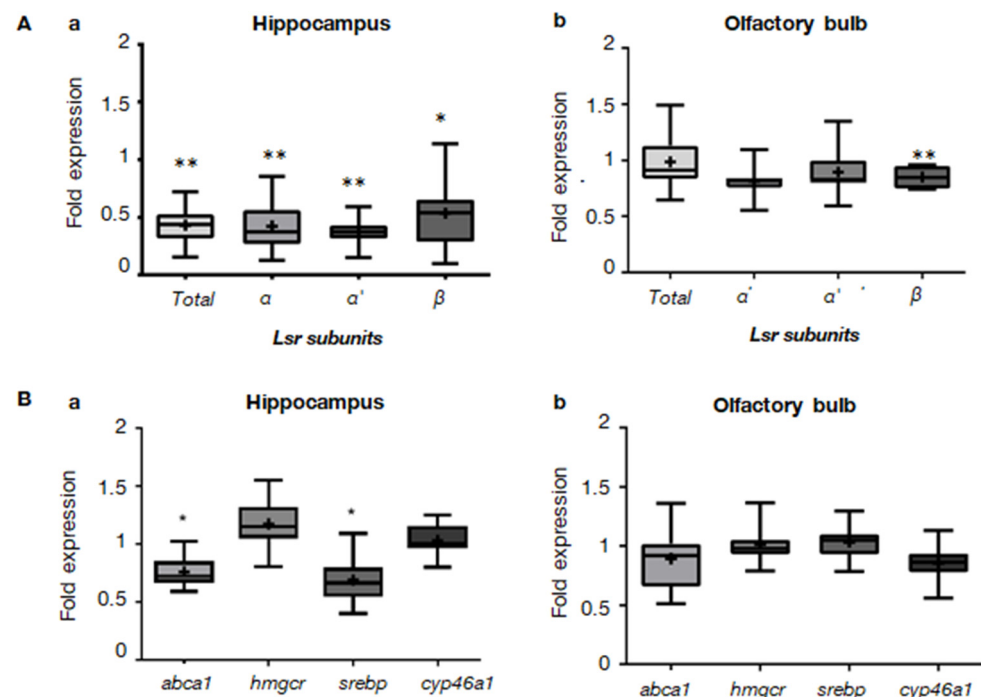 A a Hippocampus
2
1.5
1
0.5
0
Fold expression
** ** ** *
Total α α' β
Lsr subunits
b Olfactory bulb
2
1.5
1
0.5
0
Fold expression
**
Total α' α' β
Lsr subunits
B a Hippocampus
2
1.5
1
0.5
0
Fold expression
* *
abca1 hmgcr srebp cyp46a1
b Olfactory bulb
2
1.5
1
0.5
0
Fold expression
abca1 hmgcr srebp cyp46a1